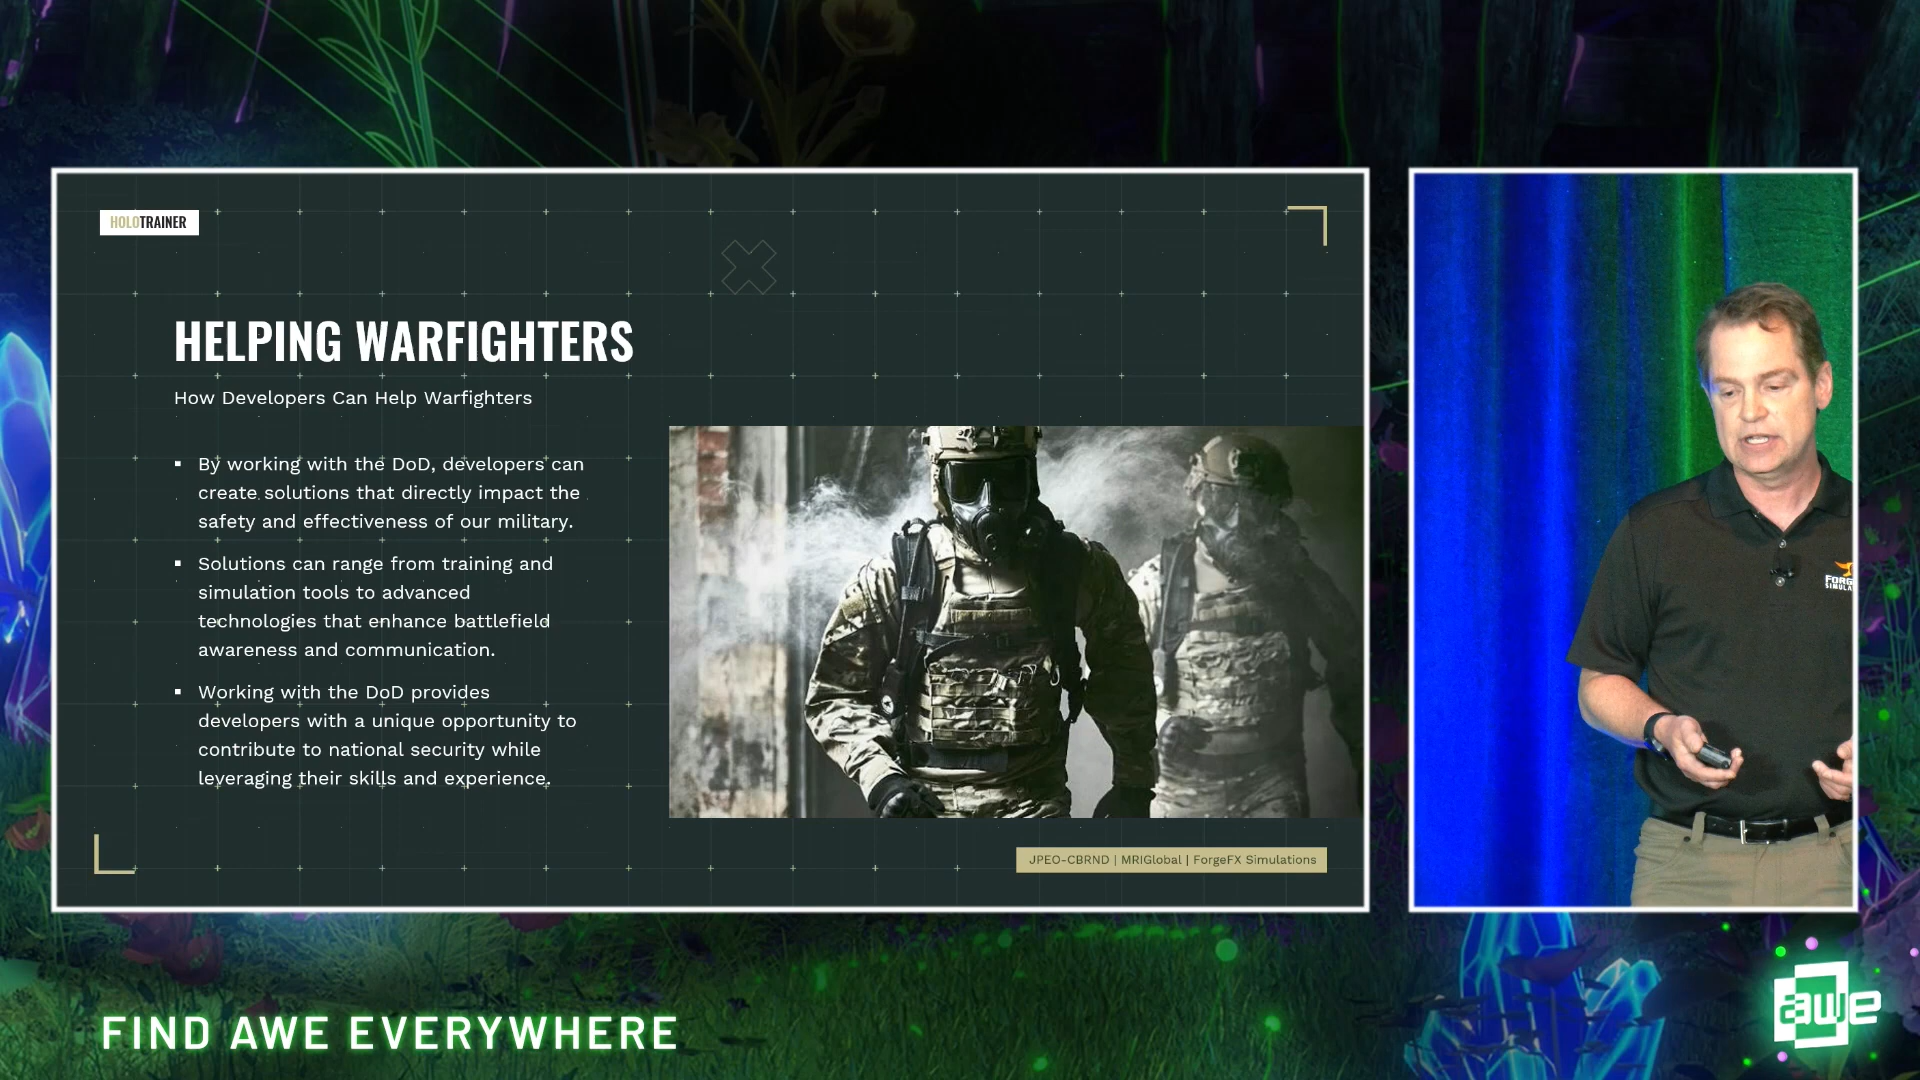 HOLOTRAINER
HELPING WARFIGHTERS
How Developers Can Help Warfighters
▪ By working with the DoD, developers can
create solutions that directly impact the
safety and effectiveness of our military.
▪ Solutions can range from training and
simulation tools to advanced
technologies that enhance battlefield
awareness and communication.
▪ Working with the DoD provides
developers with a unique opportunity to
contribute to national security while
leveraging their skills and experience.
JPEO-CBRND | MRIGlobal | ForgeFX Simulations
FIND AWE EVERYWHERE
awe